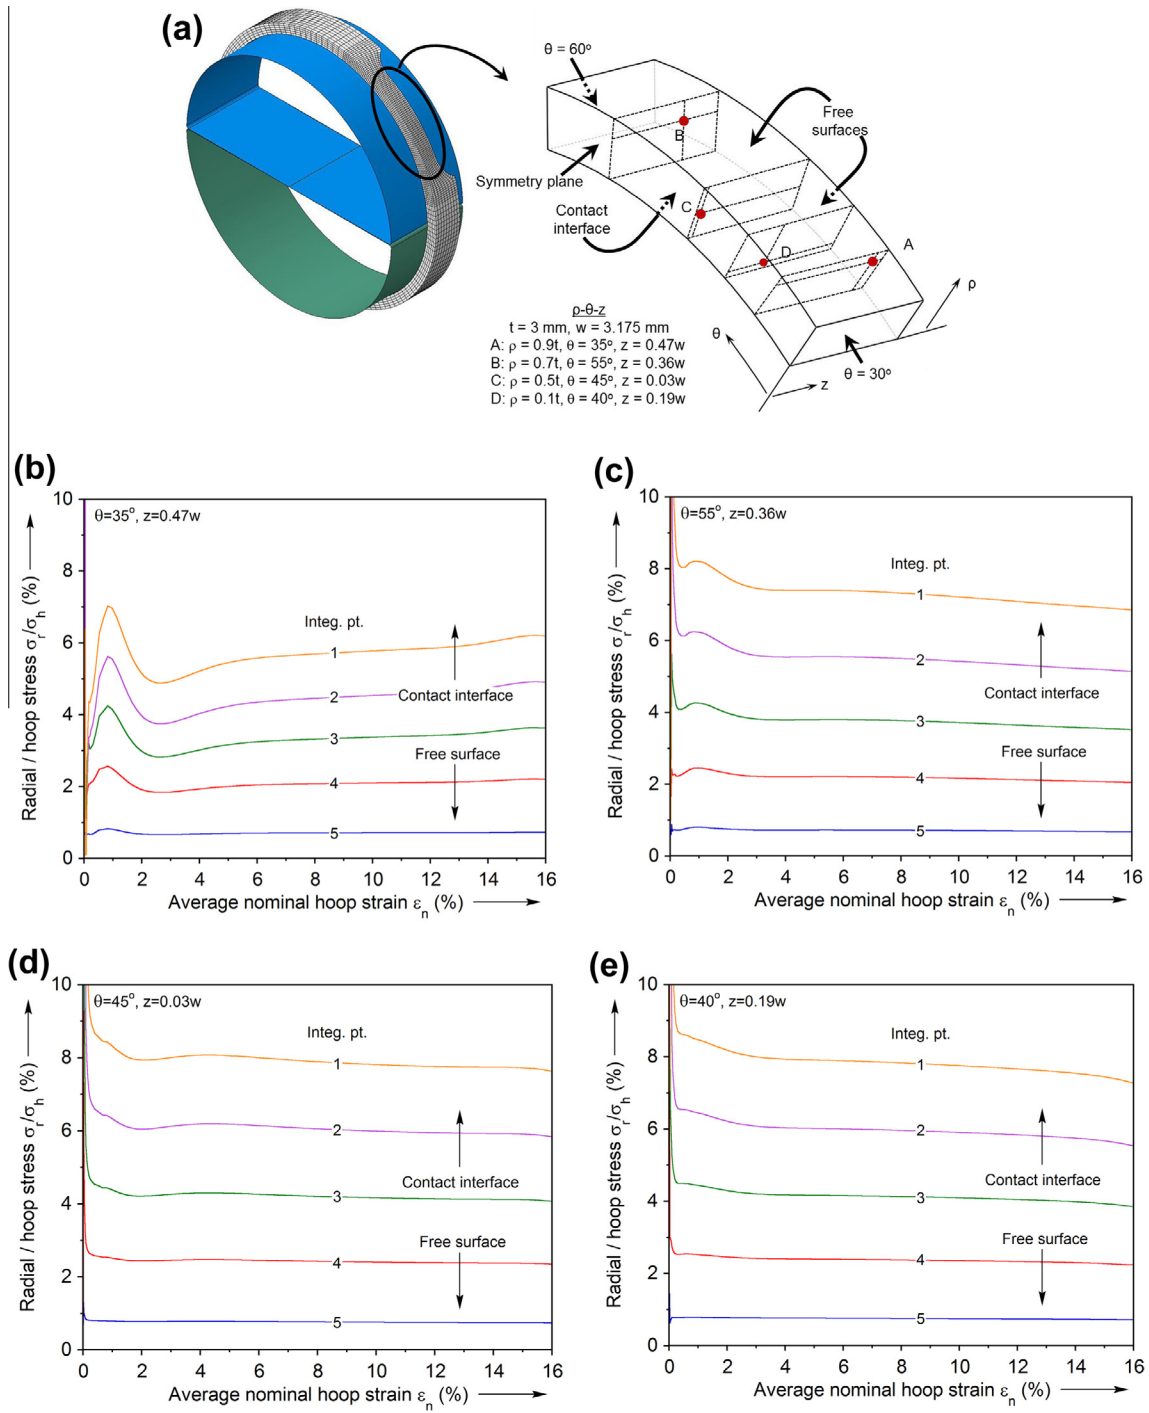 (a)
θ = 60°
Free
surfaces
B
Symmetry plane
Contact
interface
C
D
A
ρ
θ
z
θ = 30°
ρ-θ-z
t = 3 mm, w = 3.175 mm
A: ρ = 0.9t, θ = 35°, z = 0.47w
B: ρ = 0.7t, θ = 55°, z = 0.36w
C: ρ = 0.5t, θ = 45°, z = 0.03w
D: ρ = 0.1t, θ = 40°, z = 0.19w
(b)
θ=35°, z=0.47w
Integ. pt.
1
2
Contact interface
3
Free surface
4
5
0 2 4 6 8 10
0 2 4 6 8 10 12 14 16
Radial / hoop stress σr/σh (%)
Average nominal hoop strain εn (%)
(c)
θ=55°, z=0.36w
Integ. pt.
1
2
Contact interface
3
Free surface
4
5
0 2 4 6 8 10
0 2 4 6 8 10 12 14 16
Radial / hoop stress σr/σh (%)
Average nominal hoop strain εn (%)
(d)
θ=45°, z=0.03w
Integ. pt.
1
2
Contact interface
3
Free surface
4
5
0 2 4 6 8 10
0 2 4 6 8 10 12 14 16
Radial / hoop stress σr/σh (%)
Average nominal hoop strain εn (%)
(e)
θ=40°, z=0.19w
Integ. pt.
1
2
Contact interface
3
Free surface
4
5
0 2 4 6 8 10
0 2 4 6 8 10 12 14 16
Radial / hoop stress σr/σh (%)
Average nominal hoop strain εn (%)